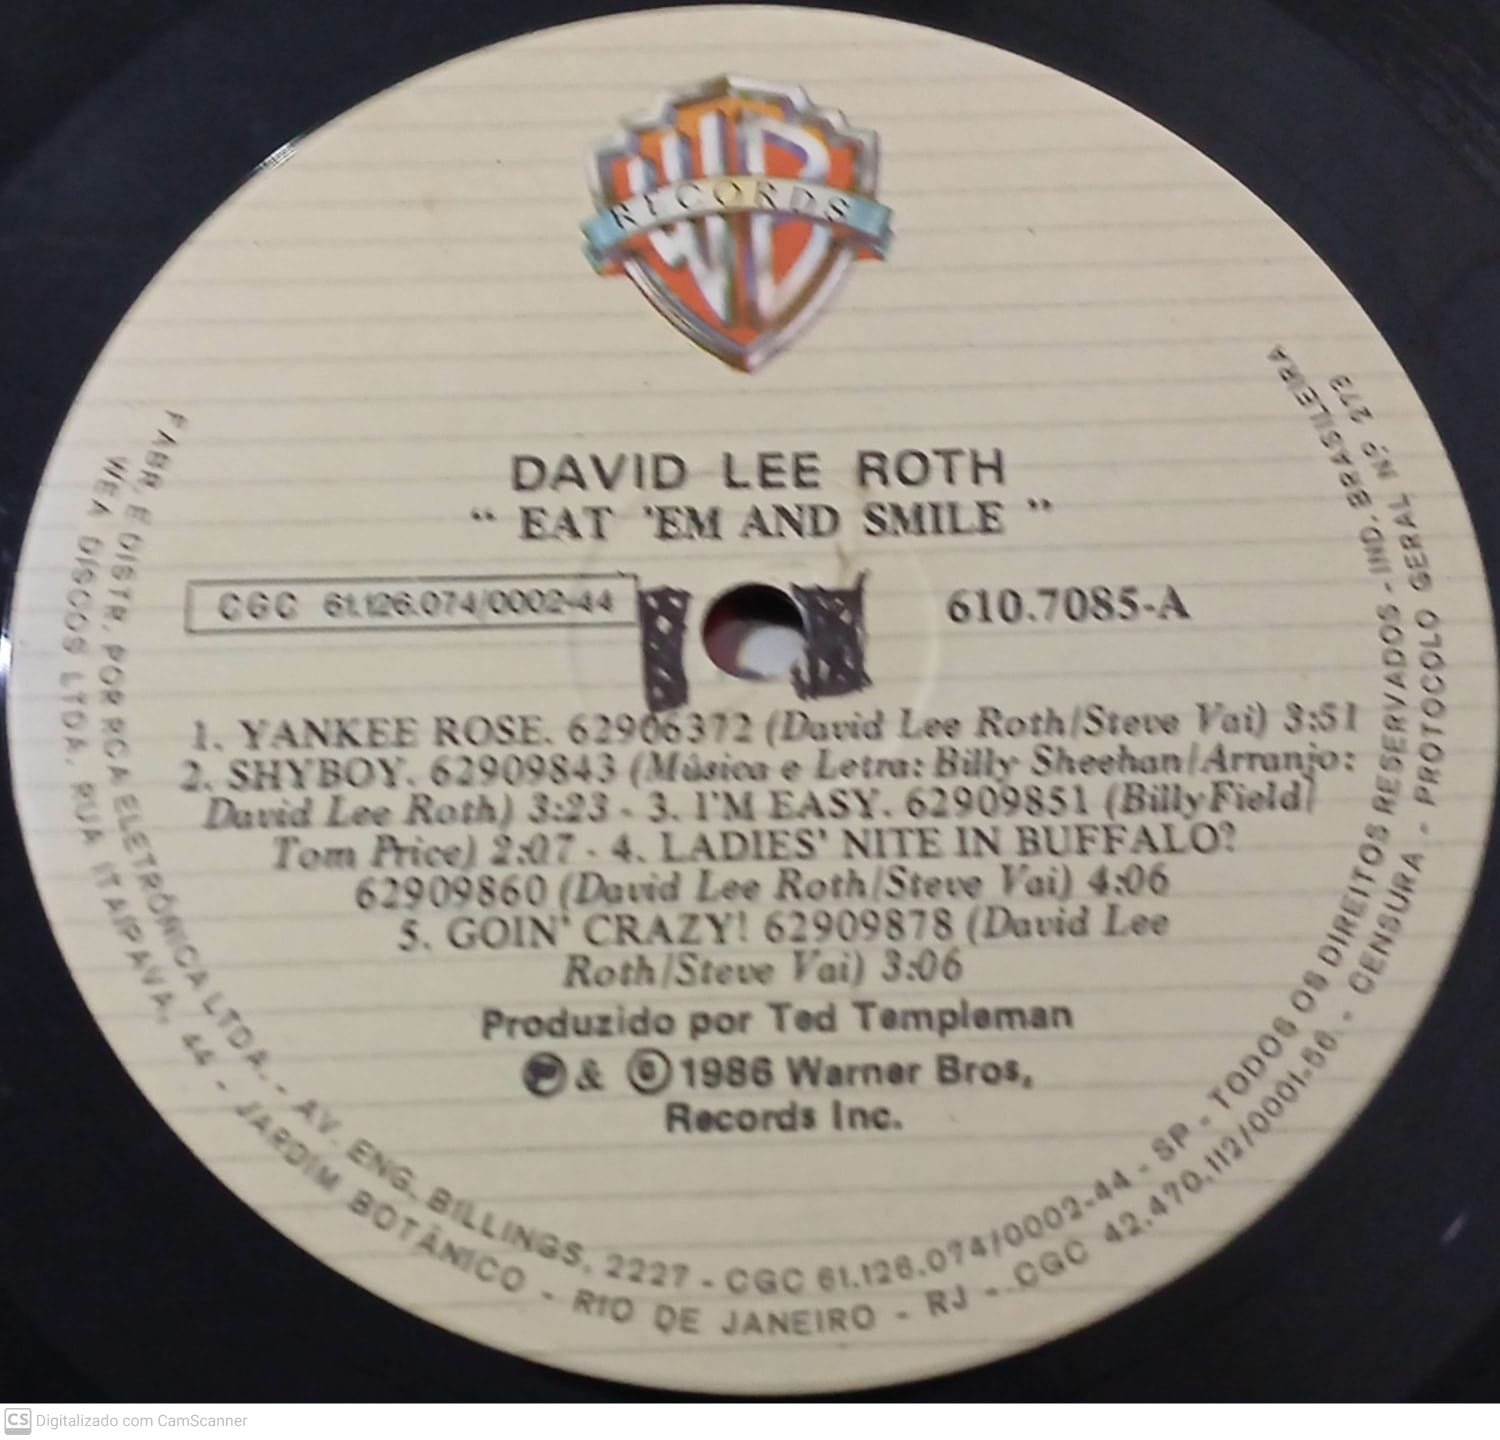 WB
RECORDS
DAVID LEE ROTH
“ EAT 'EM AND SMILE ”
CGC 61.126.074/0002-44
610.7085-A
1. YANKEE ROSE. 62906372 (David Lee Roth/Steve Vai) 3:51
2. SHYBOY. 62909843 (Música e Letra: Billy Sheehan/Arranjo:
David Lee Roth) 3:23 - 3. I'M EASY. 62909851 (Billy Field/
Tom Price) 2:07 - 4. LADIES' NITE IN BUFFALO?
62909860 (David Lee Roth/Steve Vai) 4:06
5. GOIN' CRAZY! 62909878 (David Lee
Roth/Steve Vai) 3:06
Produzido por Ted Templeman
Ⓟ & © 1986 Warner Bros.
Records Inc.
FABR. E DISTR. POR RCA ELETRÔNICA LTDA. - AV. ENG. BILLINGS, 2227 - CGC 61.126.074/0002-44 - SP - TODOS OS DIREITOS RESERVADOS - IND. BRASILEIRA
WEA DISCOS LTDA. RUA ITAIPAVA, 44 - JARDIM BOTÂNICO - RIO DE JANEIRO - RJ - CGC 42.470.112/0001-56 - CENSURA - PROTOCOLO GERAL N.º 273
CS Digitalizado com CamScanner